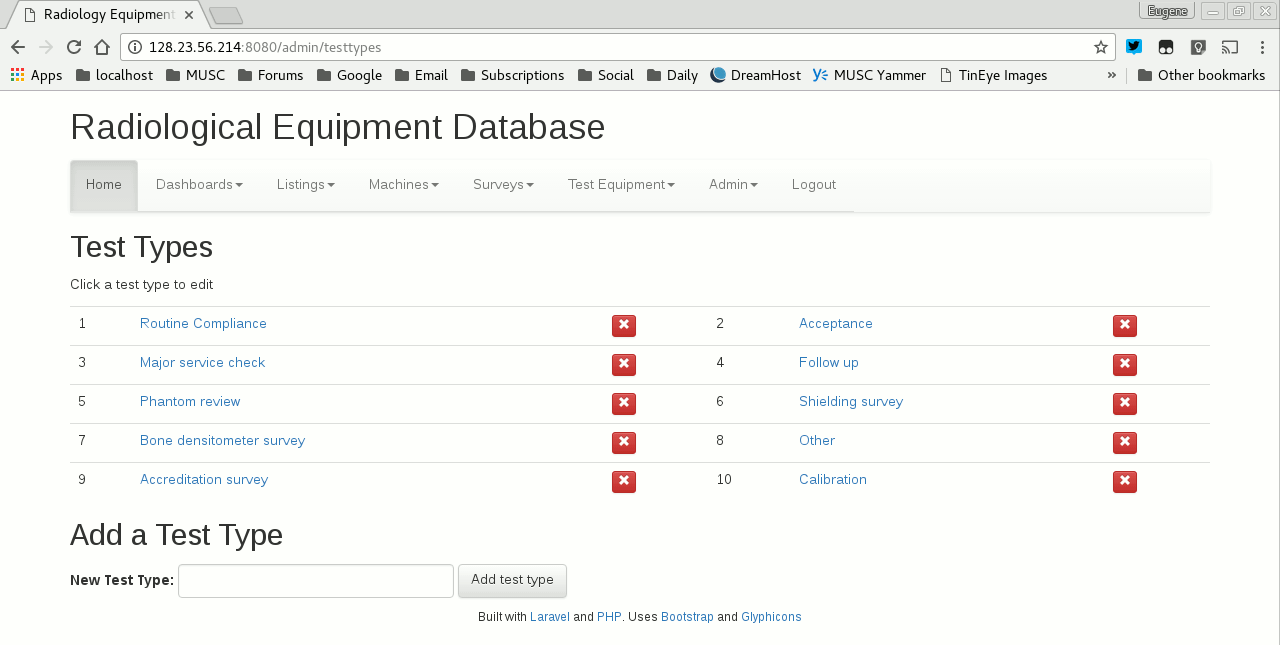 Radiology Equipment
Eugene
128.23.56.214:8080/admin/testtypes
Apps localhost MUSC Forums Google Email Subscriptions Social Daily DreamHost MUSC Yammer TinEye Images » Other bookmarks
Radiological Equipment Database
Home Dashboards Listings Machines Surveys Test Equipment Admin Logout
Test Types
Click a test type to edit
1 Routine Compliance 2 Acceptance
3 Major service check 4 Follow up
5 Phantom review 6 Shielding survey
7 Bone densitometer survey 8 Other
9 Accreditation survey 10 Calibration
Add a Test Type
New Test Type: Add test type
Built with Laravel and PHP. Uses Bootstrap and Glyphicons